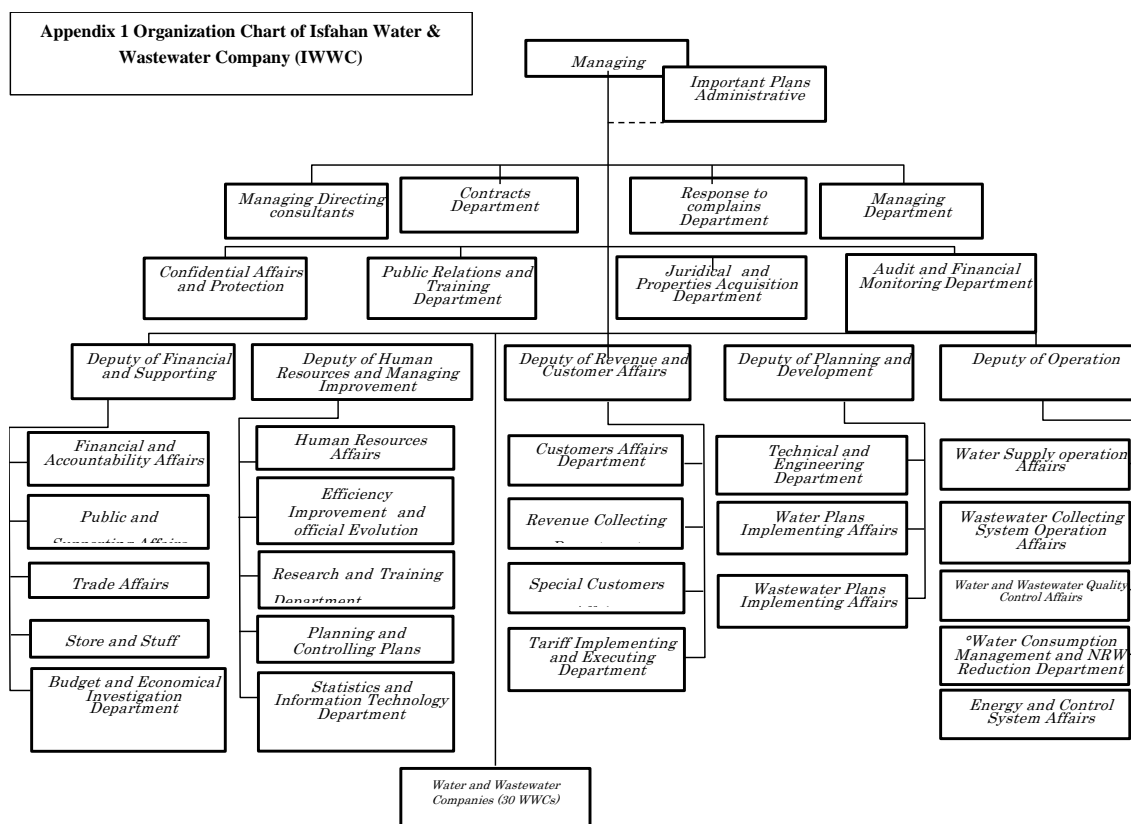 Appendix 1 Organization Chart of Isfahan Water &
Wastewater Company (IWWC)
Managing
Important Plans
Administrative
Managing Directing
consultants
Contracts
Department
Response to
complains
Department
Managing
Department
Confidential Affairs
and Protection
Public Relations and
Training
Department
Juridical and
Properties Acquisition
Department
Audit and Financial
Monitoring Department
Deputy of Financial
and Supporting
Deputy of Human
Resources and Managing
Improvement
Deputy of Revenue and
Customer Affairs
Deputy of Planning and
Development
Deputy of Operation
Financial and
Accountability Affairs
Public and
Supporting Affairs
Trade Affairs
Store and Stuff
Budget and Economical
Investigation
Department
Human Resources
Affairs
Efficiency
Improvement and
official Evolution
Research and Training
Department
Planning and
Controlling Plans
Statistics and
Information Technology
Department
Customers Affairs
Department
Revenue Collecting
Special Customers
Tariff Implementing
and Executing
Department
Technical and
Engineering
Department
Water Plans
Implementing Affairs
Wastewater Plans
Implementing Affairs
Water Supply operation
Affairs
Wastewater Collecting
System Operation
Affairs
Water and Wastewater Quality
Control Affairs
°Water Consumption
Management and NRW
Reduction Department
Energy and Control
System Affairs
Water and Wastewater
Companies (30 WWCs)